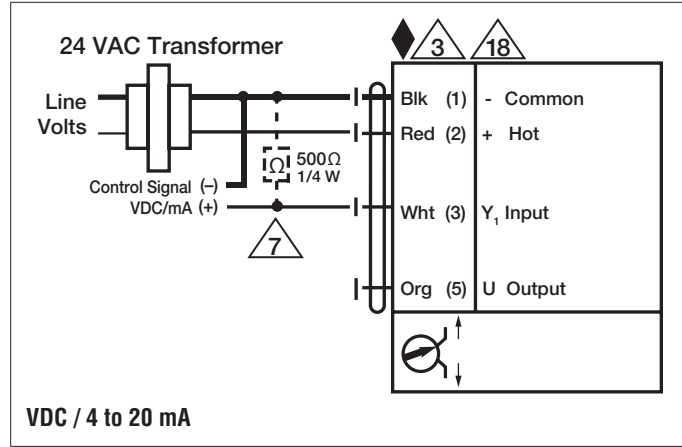 24 VAC Transformer
3
18
Line
Volts
Blk (1) - Common
Red (2) + Hot
Ω
500Ω
1/4 W
Control Signal (–)
VDC/mA (+)
Wht (3) Y₁ Input
7
Org (5) U Output
VDC / 4 to 20 mA